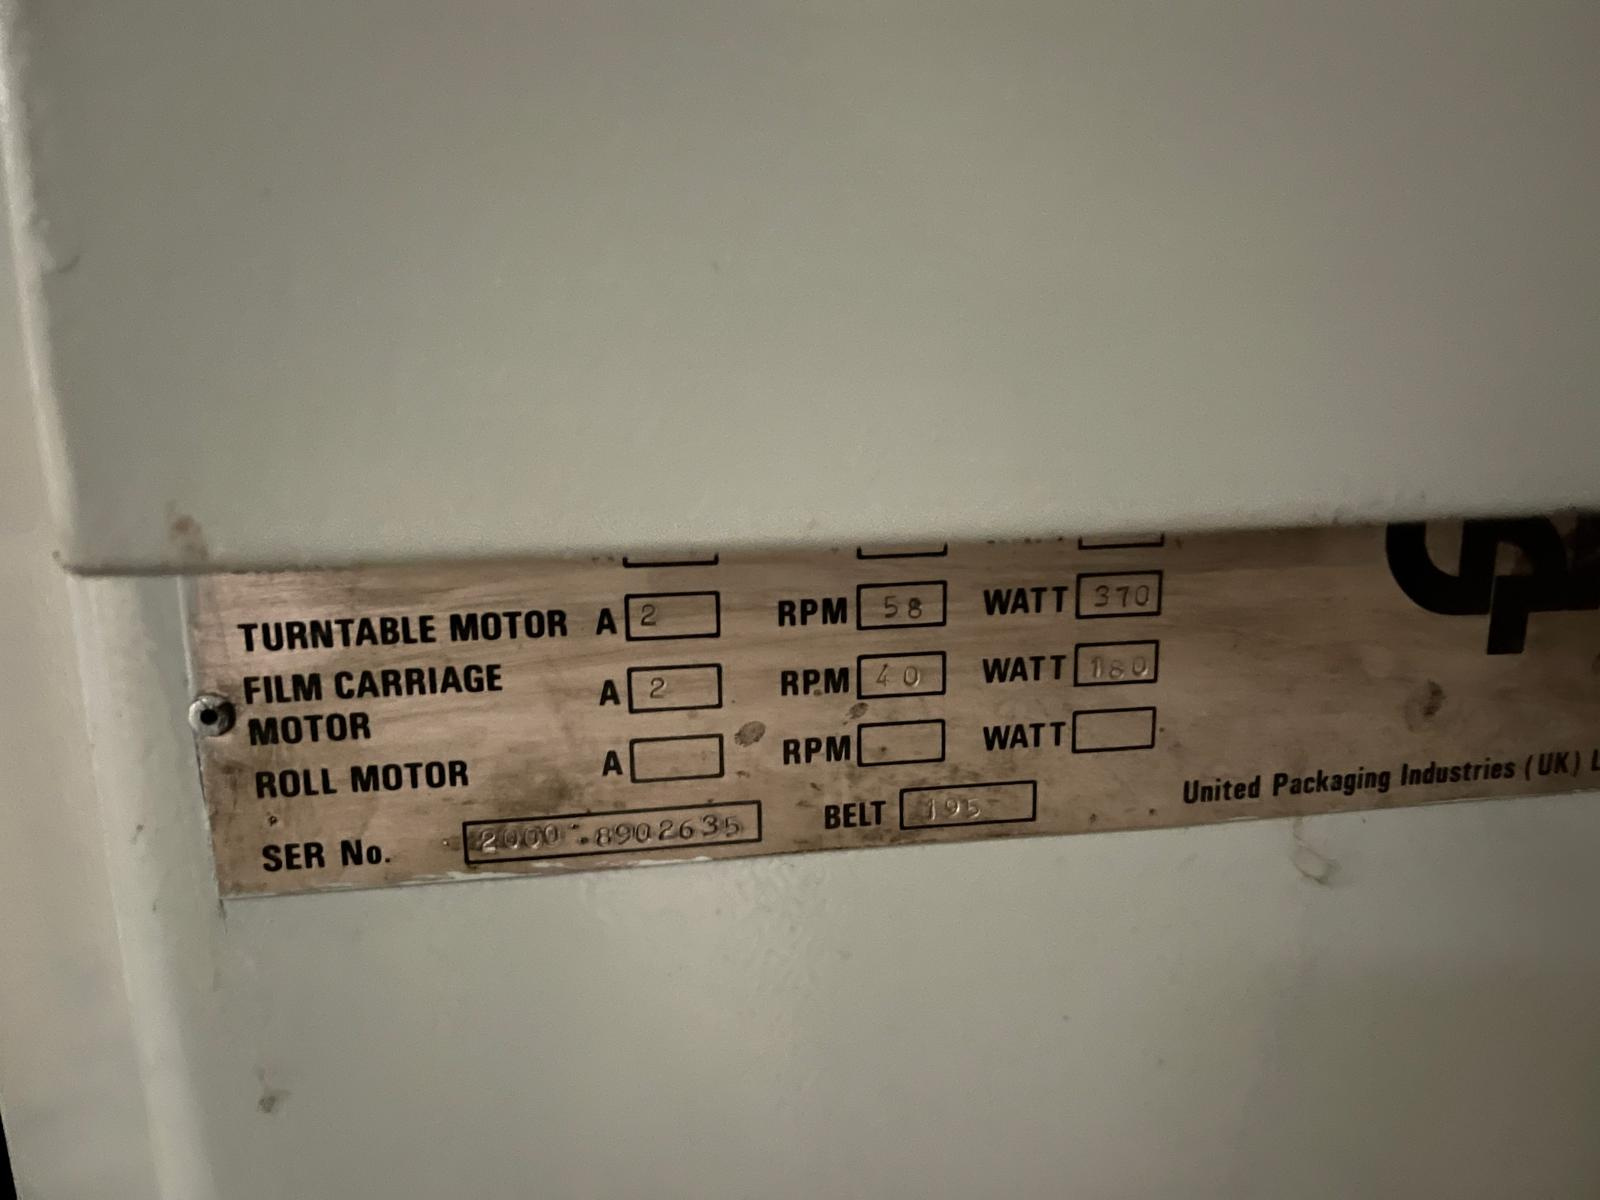 TURNTABLE MOTOR A 2 RPM 58 WATT 370
FILM CARRIAGE
MOTOR A 2 RPM 40 WATT 180
ROLL MOTOR A RPM WATT
SER No. 2000-8902635 BELT 195
United Packaging Industries (UK) L